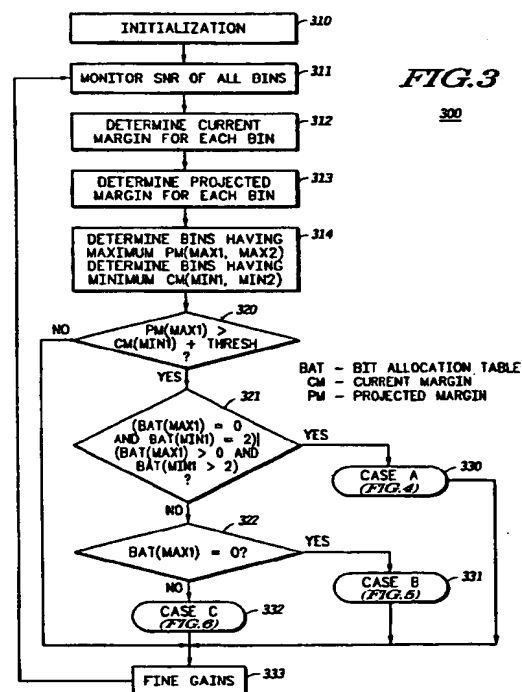 INITIALIZATION
310
MONITOR SNR OF ALL BINS
311
FIG.3
300
DETERMINE CURRENT
MARGIN FOR EACH BIN
312
DETERMINE PROJECTED
MARGIN FOR EACH BIN
313
DETERMINE BINS HAVING
MAXIMUM PM(MAX1, MAX2)
DETERMINE BINS HAVING
MINIMUM CM(MIN1, MIN2)
314
320
NO
PM(MAX1) >
CM(MIN1) + THRESH
?
YES
BAT - BIT ALLOCATION TABLE
CM - CURRENT MARGIN
PM - PROJECTED MARGIN
321
(BAT(MAX1) = 0
AND BAT(MIN1) = 2)|
(BAT(MAX1) > 0 AND
BAT(MIN1 > 2)
?
YES
NO
CASE A
(FIG.4)
330
322
BAT(MAX1) = 0?
YES
NO
CASE B
(FIG.5)
331
CASE C
(FIG.6)
332
FINE GAINS
333